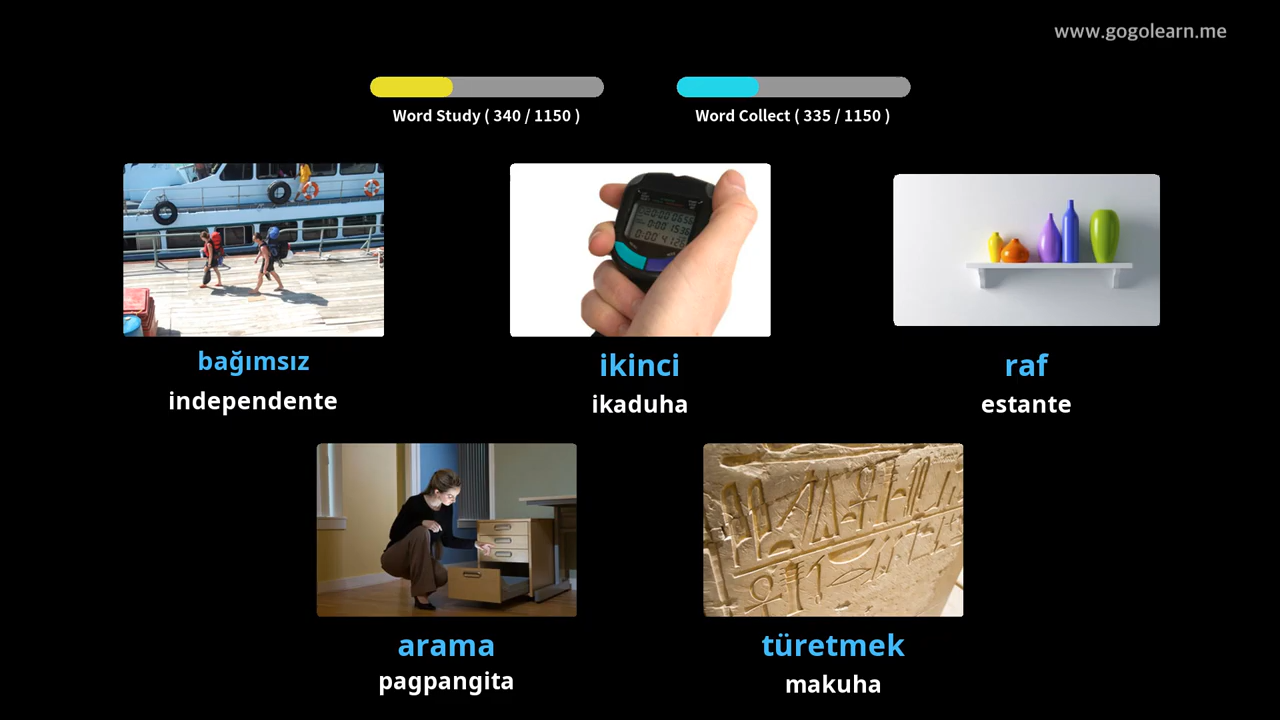 www.gogolearn.me
Word Study ( 340 / 1150 )
Word Collect ( 335 / 1150 )
bağımsız
independente
ikinci
ikaduha
raf
estante
arama
pagpangita
türetmek
makuha